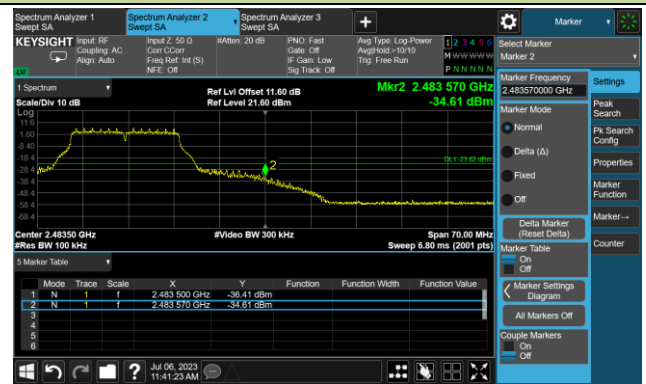 Spectrum Analyzer 1
Swept SA
Spectrum Analyzer 2
Swept SA
Spectrum Analyzer 3
Swept SA
+
Marker
KEYSIGHT
Input: RF
Coupling: AC
Align: Auto
Input Z: 50 Ω
Corr CCorr
Freq Ref: Int (S)
NFE: Off
#Atten: 20 dB
PNO: Fast
Gate: Off
IF Gain: Low
Sig Track: Off
Avg Type: Log-Power
Avg|Hold:>10/10
Trig: Free Run
1 2 3 4 5 6
M W W W W W
P N N N N N
Select Marker
Marker 2
1 Spectrum
Scale/Div 10 dB
Log
Ref Lvl Offset 11.60 dB
Ref Level 21.60 dBm
Mkr2 2.483 570 GHz
-34.61 dBm
11.6
1.60
-8.40
-18.4
-28.4
-38.4
-48.4
-58.4
-68.4
DL1 -23.62 dBm
2
Center 2.48350 GHz
#Res BW 100 kHz
#Video BW 300 kHz
Span 70.00 MHz
Sweep 6.80 ms (2001 pts)
5 Marker Table
Mode Trace Scale X Y Function Function Width Function Value
1 N 1 f 2.483 500 GHz -36.41 dBm
2 N 1 f 2.483 570 GHz -34.61 dBm
3
4
5
6
Marker Frequency
2.483570000 GHz
Marker Mode
Normal
Delta (Δ)
Fixed
Off
Delta Marker
(Reset Delta)
Marker Table
On
Off
Marker Settings
Diagram
All Markers Off
Couple Markers
On
Off
Settings
Peak
Search
Pk Search
Config
Properties
Marker
Function
Marker→
Counter
?
Jul 06, 2023
11:41:23 AM